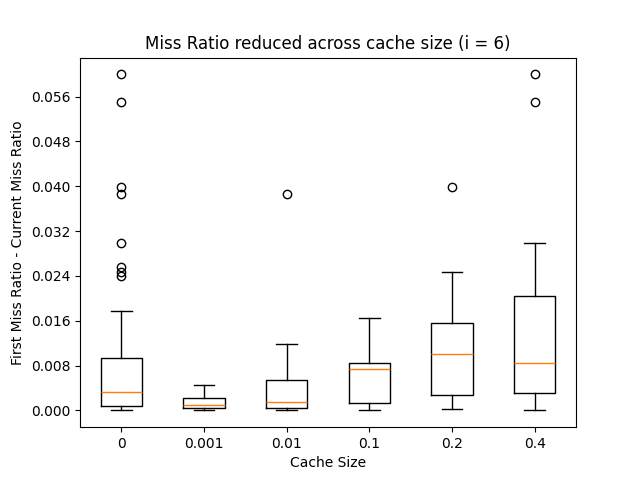 Miss Ratio reduced across cache size (i = 6)
First Miss Ratio - Current Miss Ratio
0.056
0.048
0.040
0.032
0.024
0.016
0.008
0.000
0 0.001 0.01 0.1 0.2 0.4
Cache Size